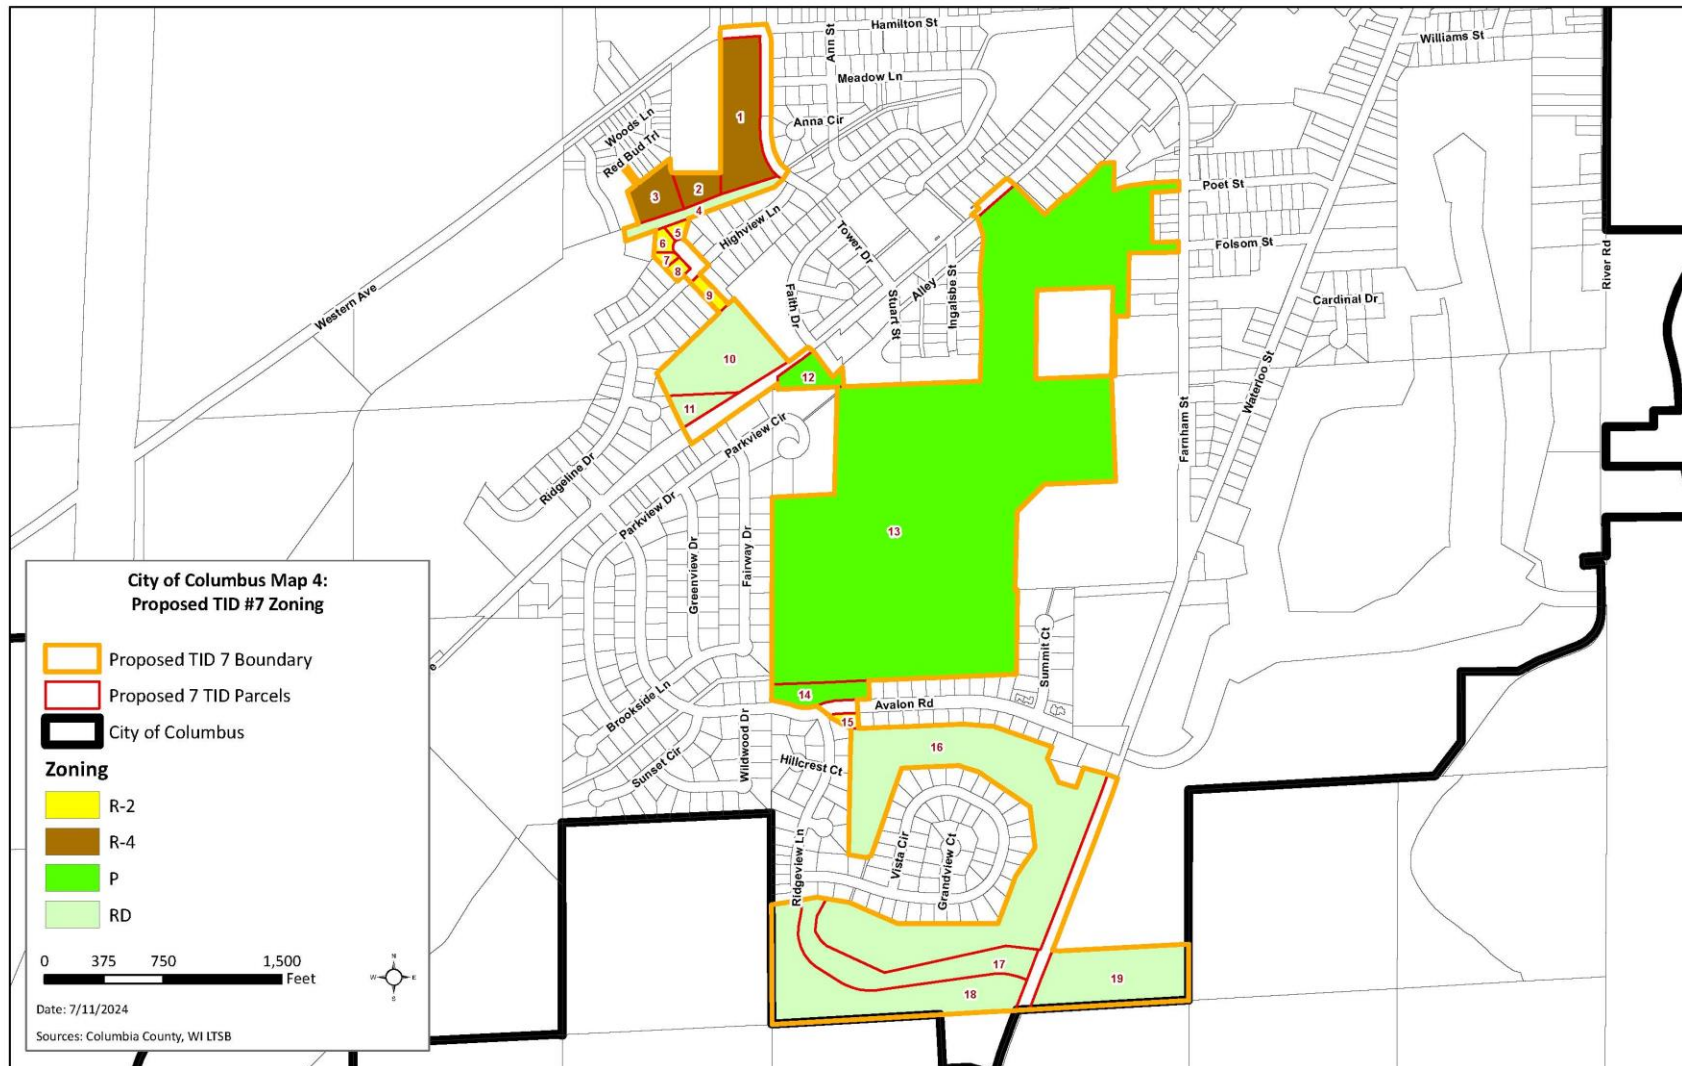 Hamilton St
Williams St
Ann St
Meadow Ln
Woods Ln
Anna Cir
Red Bud Trl
1
2
3
4
Poet St
Highview Ln
5
6
7
8
9
Tower Dr
Folsom St
River Rd
Alley
Ingalsbe St
Faith Dr
Stuart St
Cardinal Dr
Western Ave
10
11
12
Waterloo St
Farnham St
Parkview Cir
Ridgeline Dr
Parkview Dr
13
Fairway Dr
Greenview Dr
Summit Ct
Brookside Ln
14
15
Avalon Rd
Wildwood Dr
Sunset Cir
Hillcrest Ct
16
Vista Cir
Grandview Ct
Ridgeview Ln
17
18
19
City of Columbus Map 4:
Proposed TID #7 Zoning
Proposed TID 7 Boundary
Proposed 7 TID Parcels
City of Columbus
Zoning
R-2
R-4
P
RD
0 375 750 1,500
Feet
N
W E
S
Date: 7/11/2024
Sources: Columbia County, WI LTSB